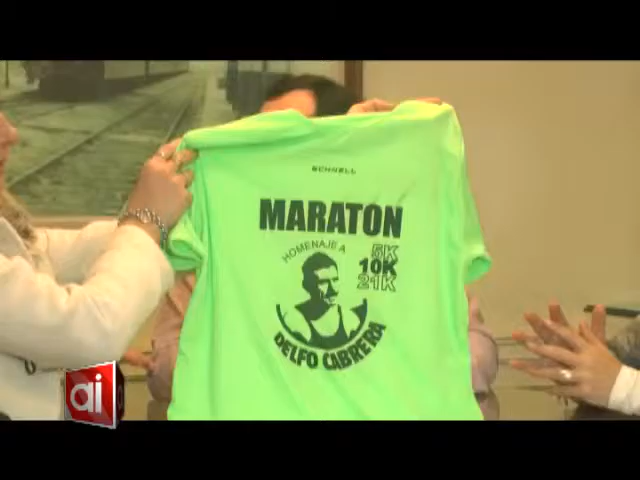 SCHNELL
MARATON
HOMENAJE A
5K
10K
21K
DELFO CABRERA
ai